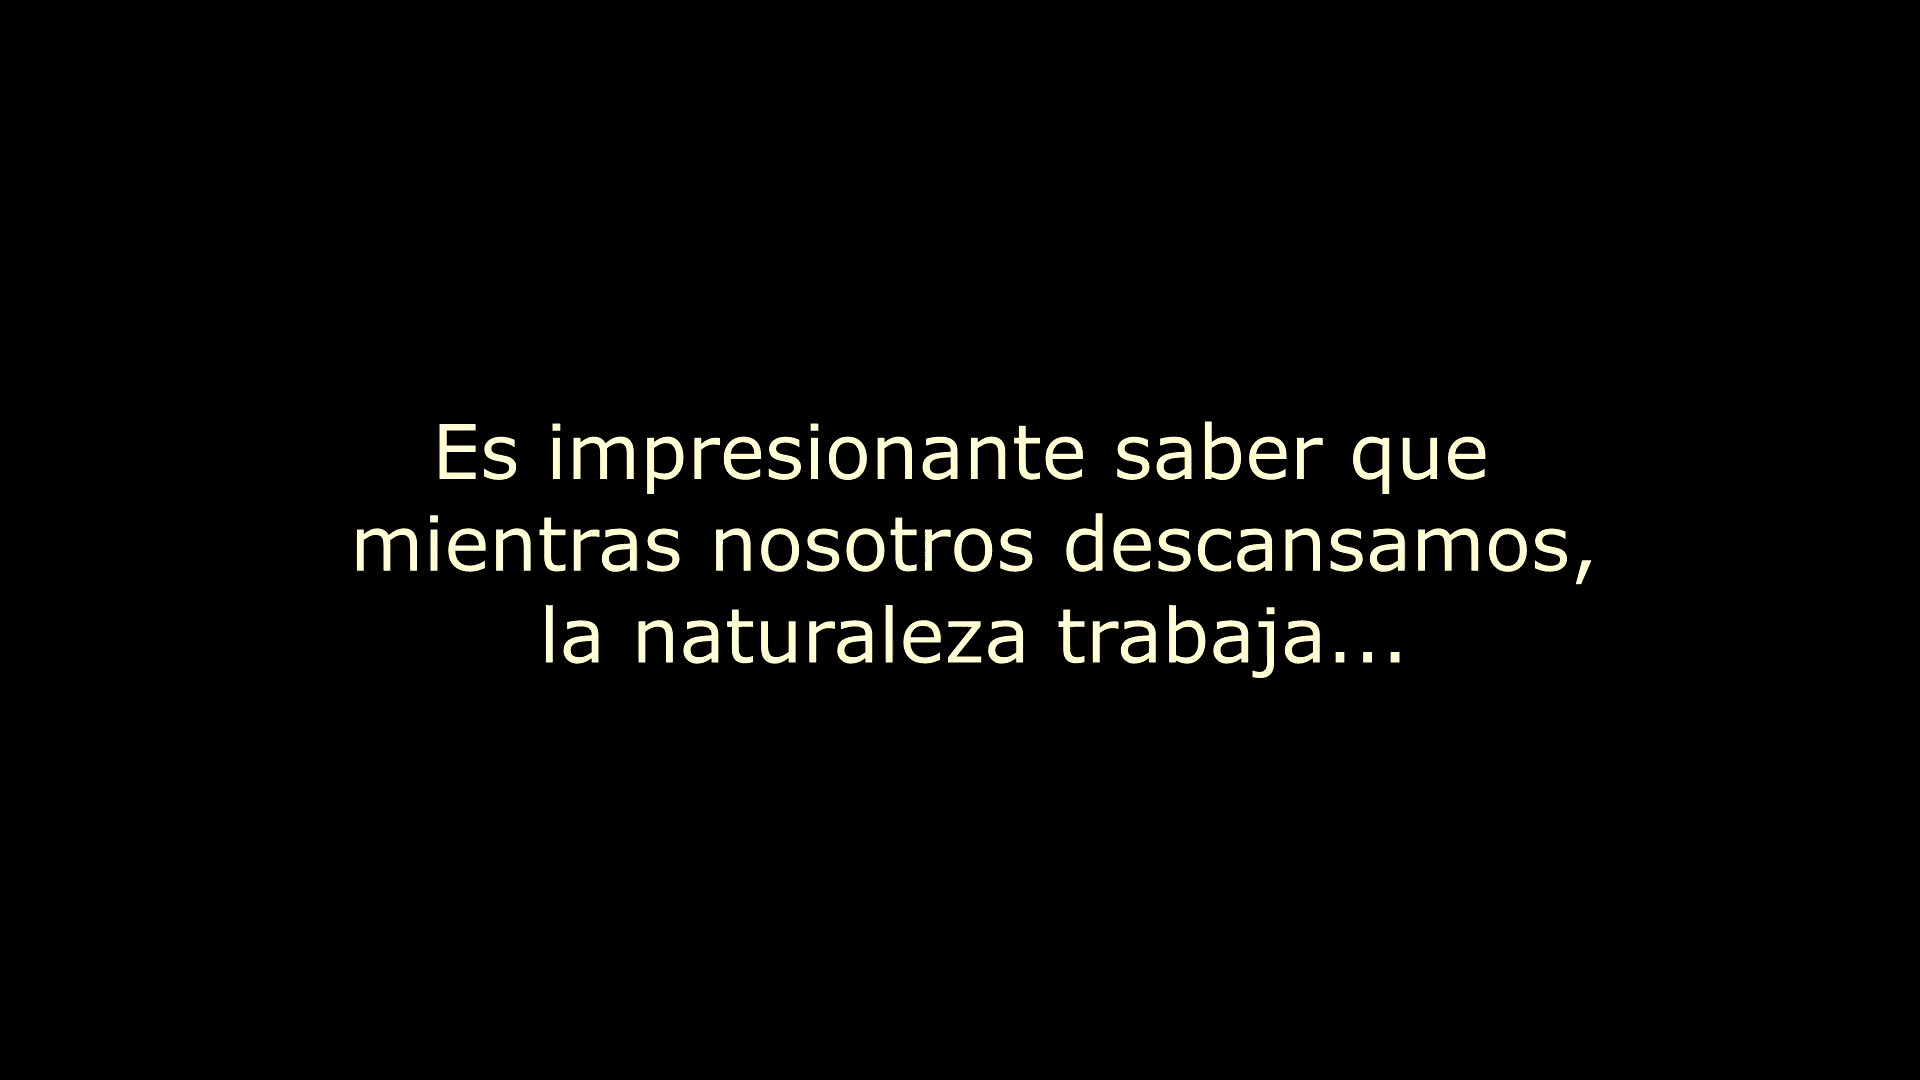 Es impresionante saber que
mientras nosotros descansamos,
la naturaleza trabaja...